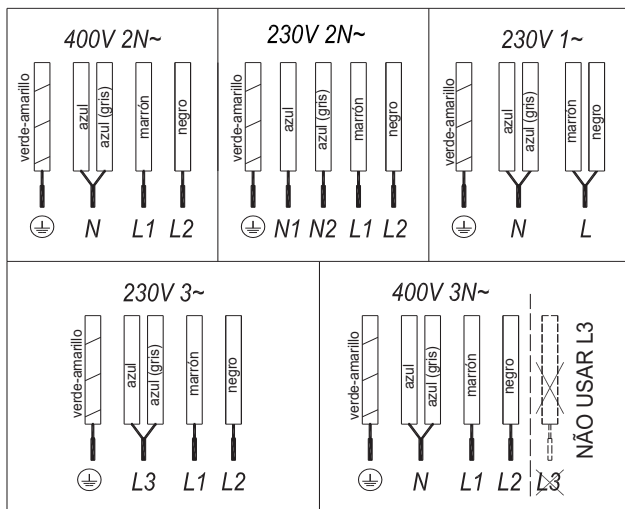 400V 2N~
verde-amarillo
azul
azul (gris)
marrón
negro
N L1 L2
230V 2N~
verde-amarillo
azul
azul (gris)
marrón
negro
N1 N2 L1 L2
230V 1~
verde-amarillo
azul
azul (gris)
marrón
negro
N L
230V 3~
verde-amarillo
azul
azul (gris)
marrón
negro
L3 L1 L2
400V 3N~
verde-amarillo
azul
azul (gris)
marrón
negro
N L1 L2 L3
NÃO USAR L3